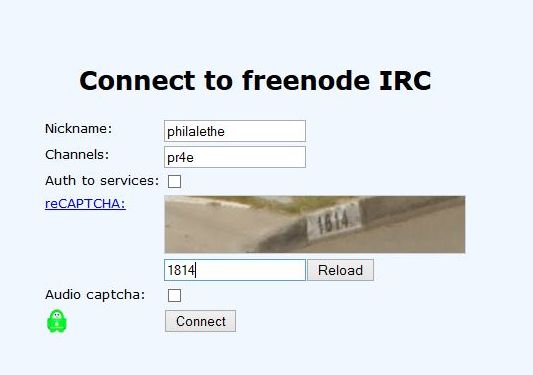 Connect to freenode IRC
Nickname: philalethe
Channels: pr4e
Auth to services:
reCAPTCHA: 1814
1814 Reload
Audio captcha:
Connect